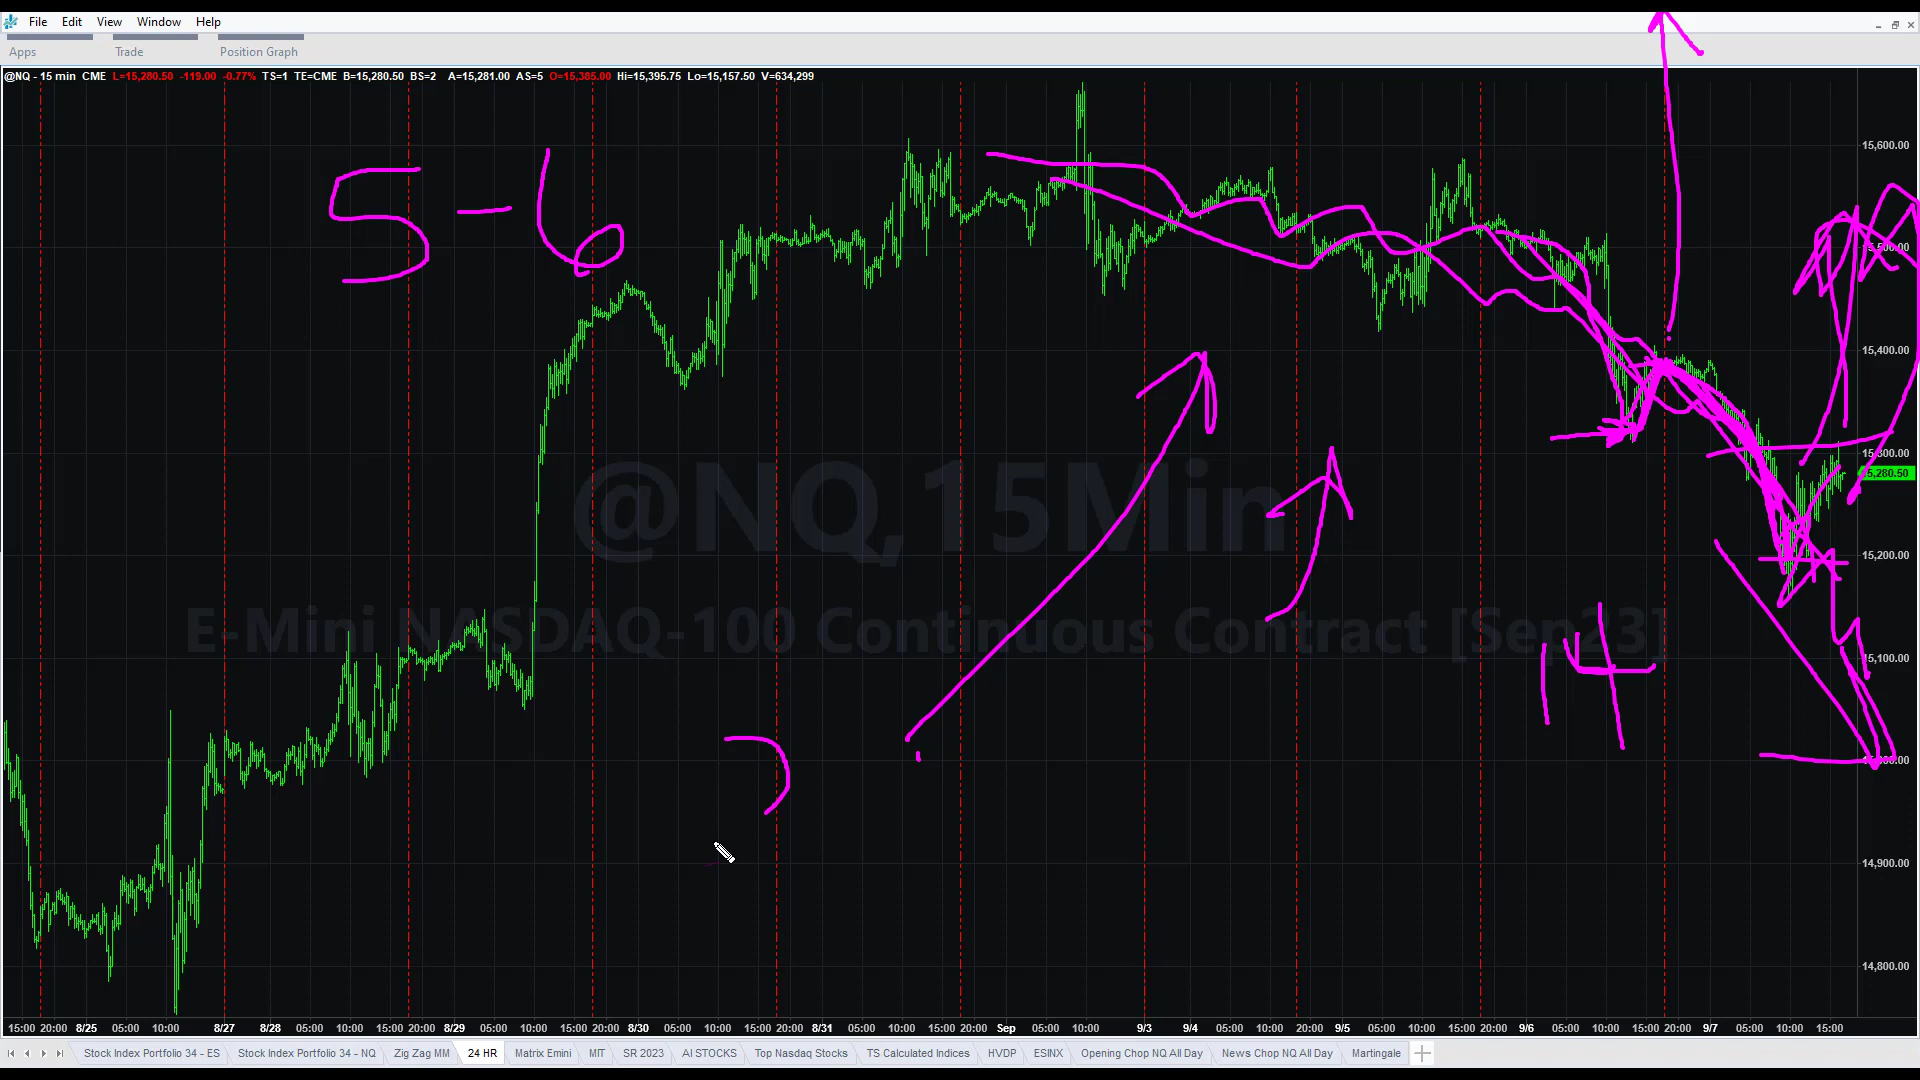 File Edit View Window Help
Apps Trade Position Graph
@NQ - 15 min CME L=15,280.50 -119.00 -0.77% TS=1 TE=CME B=15,280.50 BS=2 A=15,281.00 AS=5 O=15,385.00 Hi=15,395.75 Lo=15,157.50 V=634,299
15,600.00
5-6
15,400.00
15,280.50
@NQ,15Min
15,200.00
E-Mini NASDAQ-100 Continuous Contract [Sep23]
14
15,100.00
14,900.00
14,800.00
15:00 20:00 8/25 05:00 10:00 8/27 8/28 05:00 10:00 15:00 20:00 8/29 05:00 10:00 15:00 20:00 8/30 05:00 10:00 15:00 20:00 8/31 05:00 10:00 15:00 20:00 Sep 05:00 10:00 9/3 9/4 05:00 10:00 20:00 9/5 05:00 10:00 15:00 20:00 9/6 05:00 10:00 15:00 20:00 9/7 05:00 10:00 15:00
Stock Index Portfolio 34 - ES Stock Index Portfolio 34 - NQ Zig Zag MM 24 HR Matrix Emini MIT SR 2023 AI STOCKS Top Nasdaq Stocks TS Calculated Indices HVDP ESINX Opening Chop NQ All Day News Chop NQ All Day Martingale